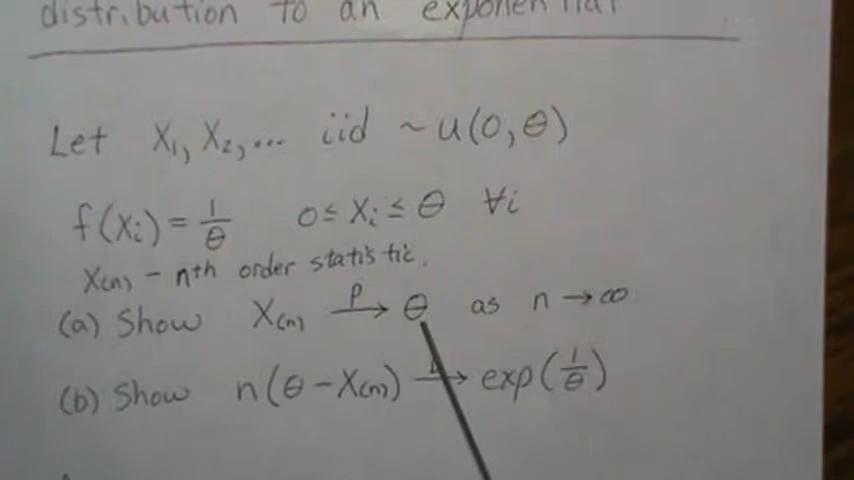 distribution to an exponential
Let X₁, X₂, ... iid ~ U(0, θ)
f(Xᵢ) = 1/θ 0 ≤ Xᵢ ≤ θ ∀i
X₍ₙ₎ - nth order statistic.
(a) Show X₍ₙ₎ →ᵖ θ as n → ∞
(b) Show n(θ - X₍ₙ₎) → exp(1/θ)